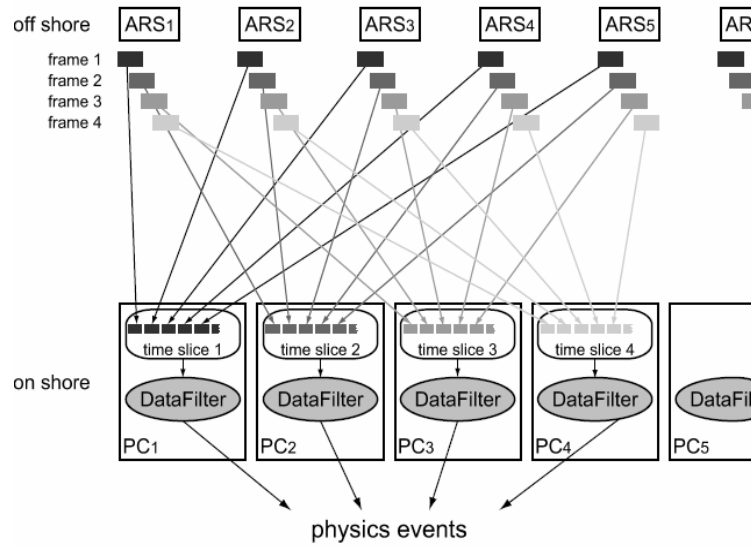 off shore ARS1 ARS2 ARS3 ARS4 ARS5 AR
frame 1
frame 2
frame 3
frame 4
time slice 1 time slice 2 time slice 3 time slice 4
on shore DataFilter DataFilter DataFilter DataFilter DataFil
PC1 PC2 PC3 PC4 PC5
physics events